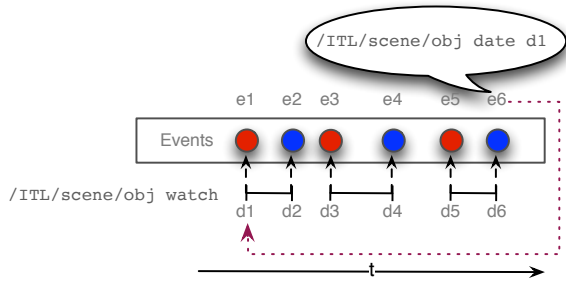 /ITL/scene/obj date d1
e1 e2 e3 e4 e5 e6
Events
/ITL/scene/obj watch
d1 d2 d3 d4 d5 d6
t